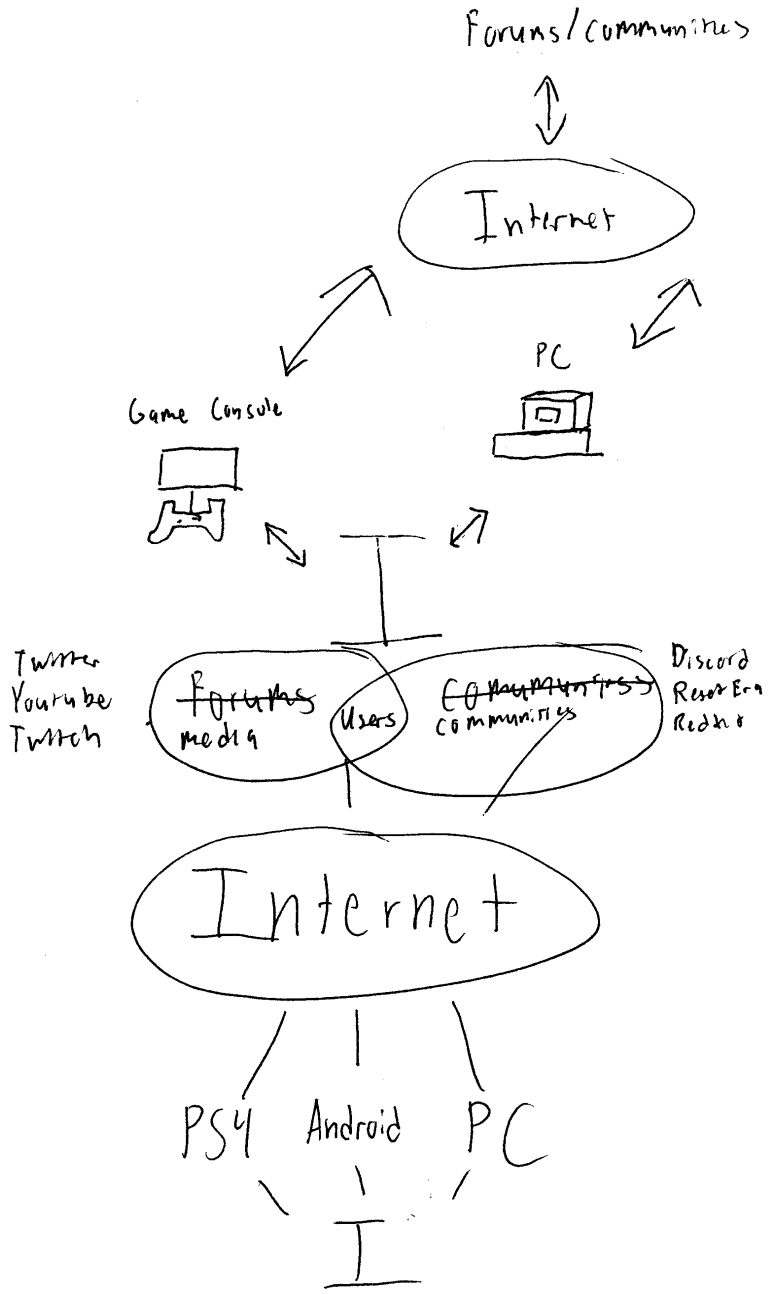 Forums/communities
Internet
PC
Game Console
I
Twitter
Youtube
Twitch
Forums
media
Users
Communities
communities
Discord
ResetEra
Reddit
Internet
PS4
Android
PC
I